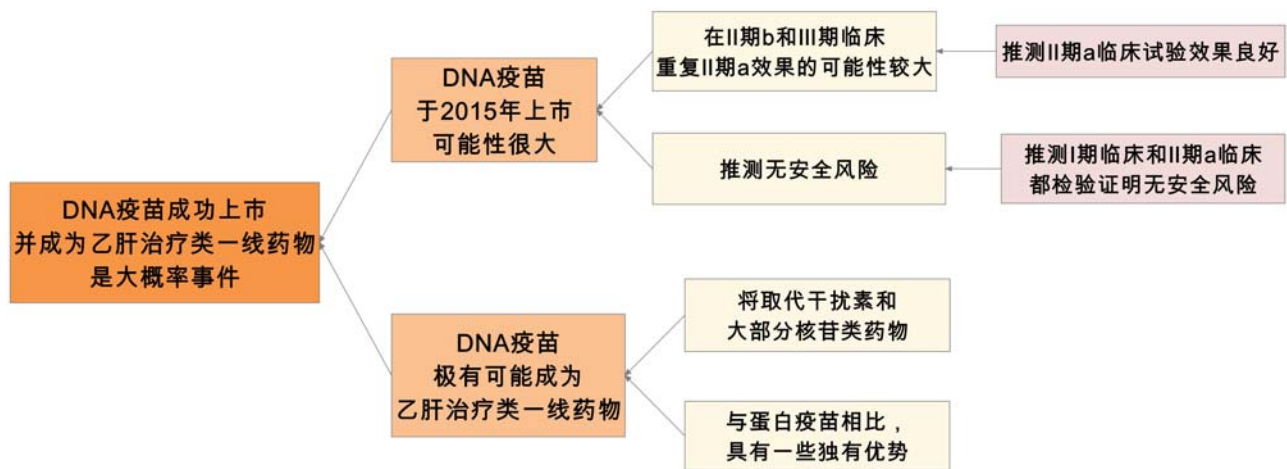 DNA疫苗成功上市
并成为乙肝治疗类一线药物
是大概率事件
DNA疫苗
于2015年上市
可能性很大
在II期b和III期临床
重复II期a效果的可能性较大
推测II期a临床试验效果良好
推测无安全风险
推测I期临床和II期a临床
都检验证明无安全风险
DNA疫苗
极有可能成为
乙肝治疗类一线药物
将取代干扰素和
大部分核苷类药物
与蛋白疫苗相比，
具有一些独有优势